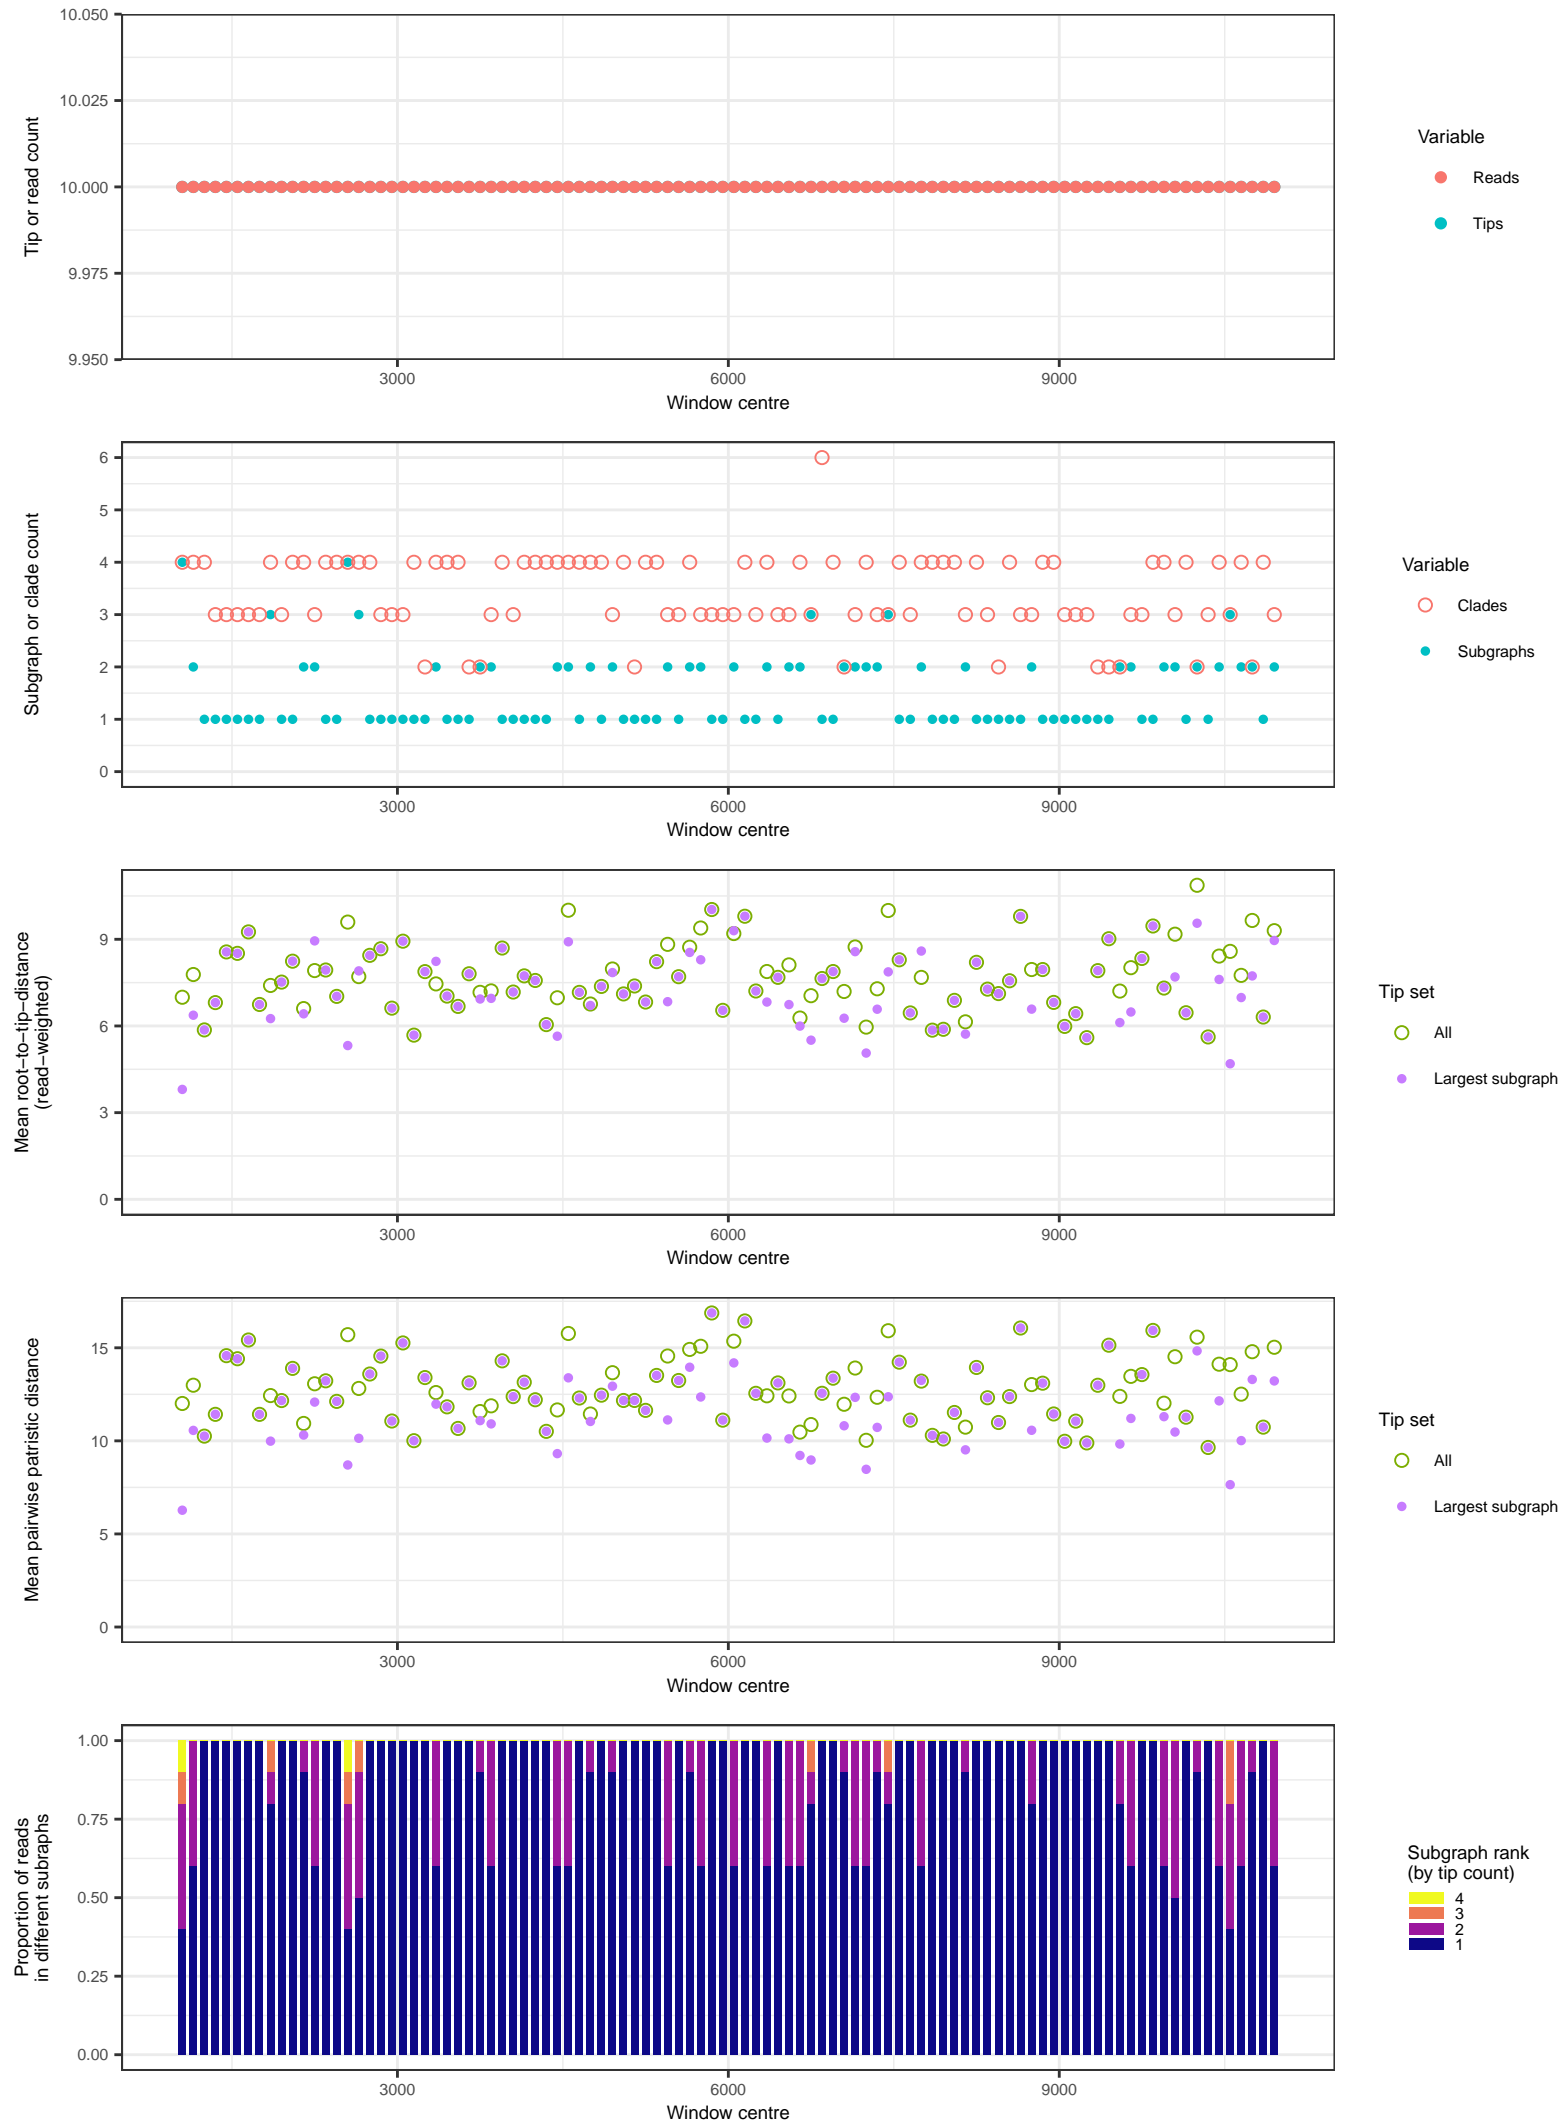 10.050
10.025
10.000
9.975
9.950
Tip or read count
3000
6000
9000
Window centre
Variable
Reads
Tips
6
5
4
3
2
1
0
Subgraph or clade count
3000
6000
9000
Window centre
Variable
Clades
Subgraphs
9
6
3
0
Mean root−to−tip−distance
(read−weighted)
3000
6000
9000
Window centre
Tip set
All
Largest subgraph
15
10
5
0
Mean pairwise patristic distance
3000
6000
9000
Window centre
Tip set
All
Largest subgraph
1.00
0.75
0.50
0.25
0.00
Proportion of reads
in different subraphs
3000
6000
9000
Window centre
Subgraph rank
(by tip count)
4
3
2
1